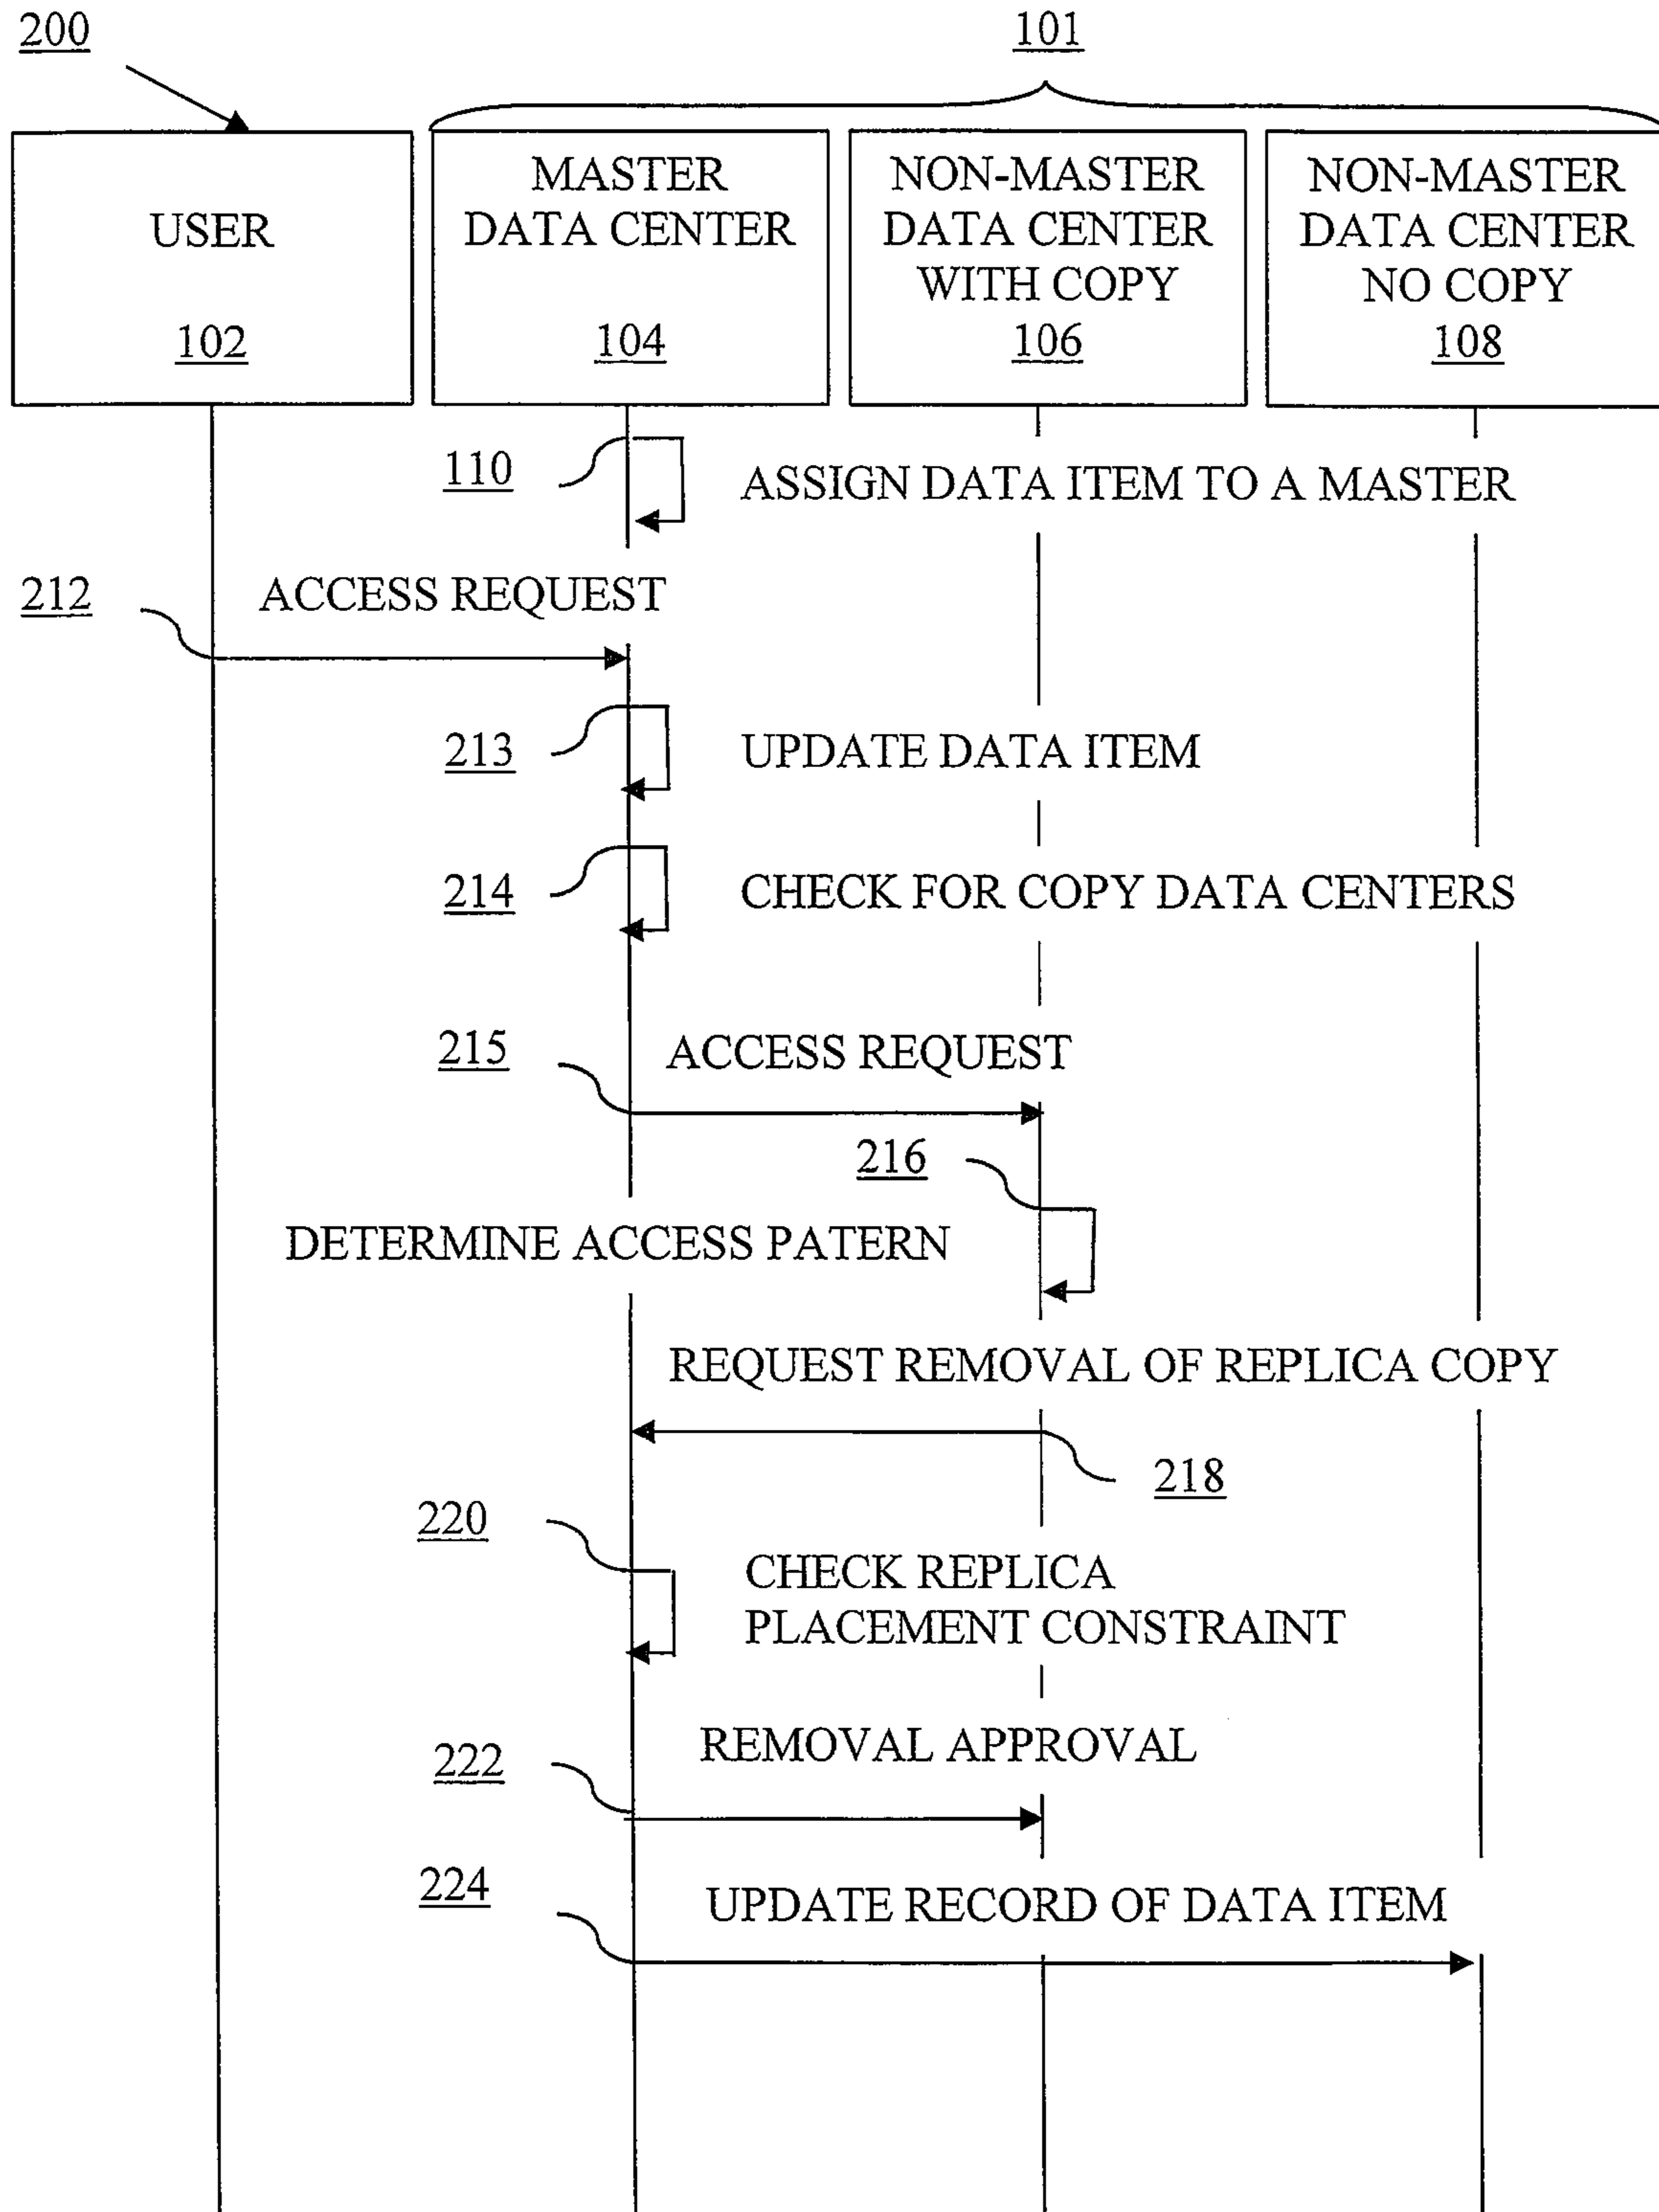 200
101
USER
102
MASTER
DATA CENTER
104
NON-MASTER
DATA CENTER
WITH COPY
106
NON-MASTER
DATA CENTER
NO COPY
108
110
ASSIGN DATA ITEM TO A MASTER
212
ACCESS REQUEST
213
UPDATE DATA ITEM
214
CHECK FOR COPY DATA CENTERS
215
ACCESS REQUEST
216
DETERMINE ACCESS PATERN
REQUEST REMOVAL OF REPLICA COPY
218
220
CHECK REPLICA
PLACEMENT CONSTRAINT
REMOVAL APPROVAL
222
224
UPDATE RECORD OF DATA ITEM